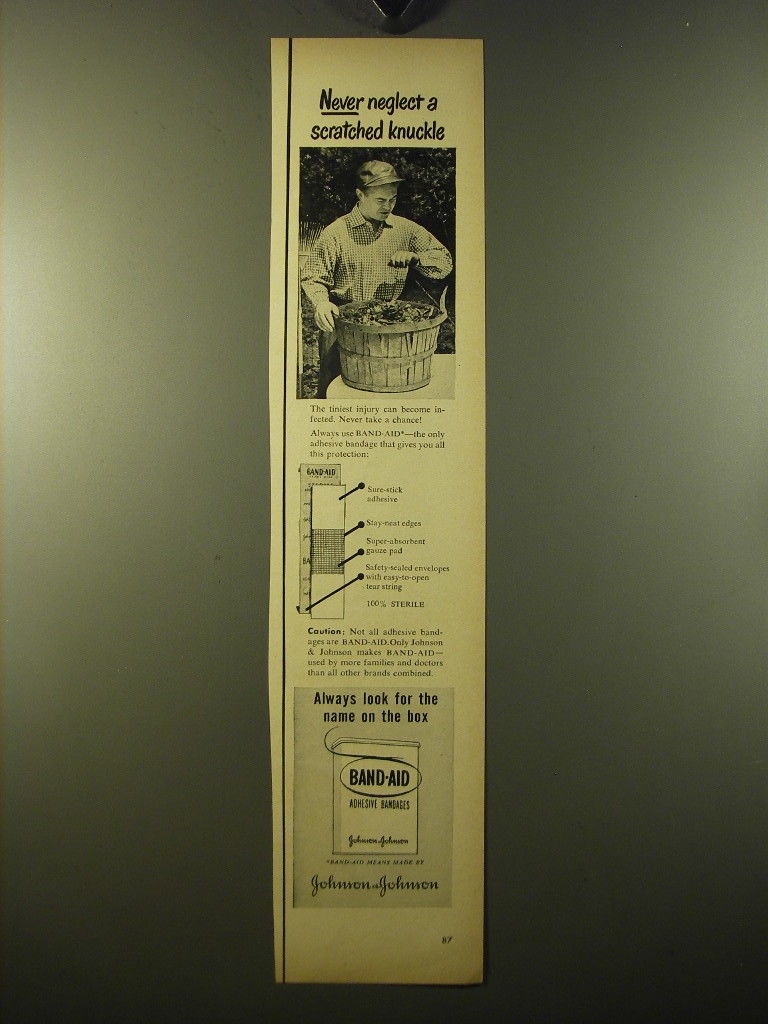 Never neglect a
scratched knuckle
The tiniest injury can become in-
fected. Never take a chance!
Always use BAND-AID*—the only
adhesive bandage that gives you all
this protection:
BAND-AID
Sure-stick
adhesive
Stay-neat edges
Super-absorbent
gauze pad
Safety-sealed envelopes
with easy-to-open
tear string
100% STERILE
Caution: Not all adhesive band-
ages are BAND-AID. Only Johnson
& Johnson makes BAND-AID—
used by more families and doctors
than all other brands combined.
Always look for the
name on the box
BAND-AID
ADHESIVE BANDAGES
Johnson & Johnson
*BAND-AID MEANS MADE BY
Johnson & Johnson
87